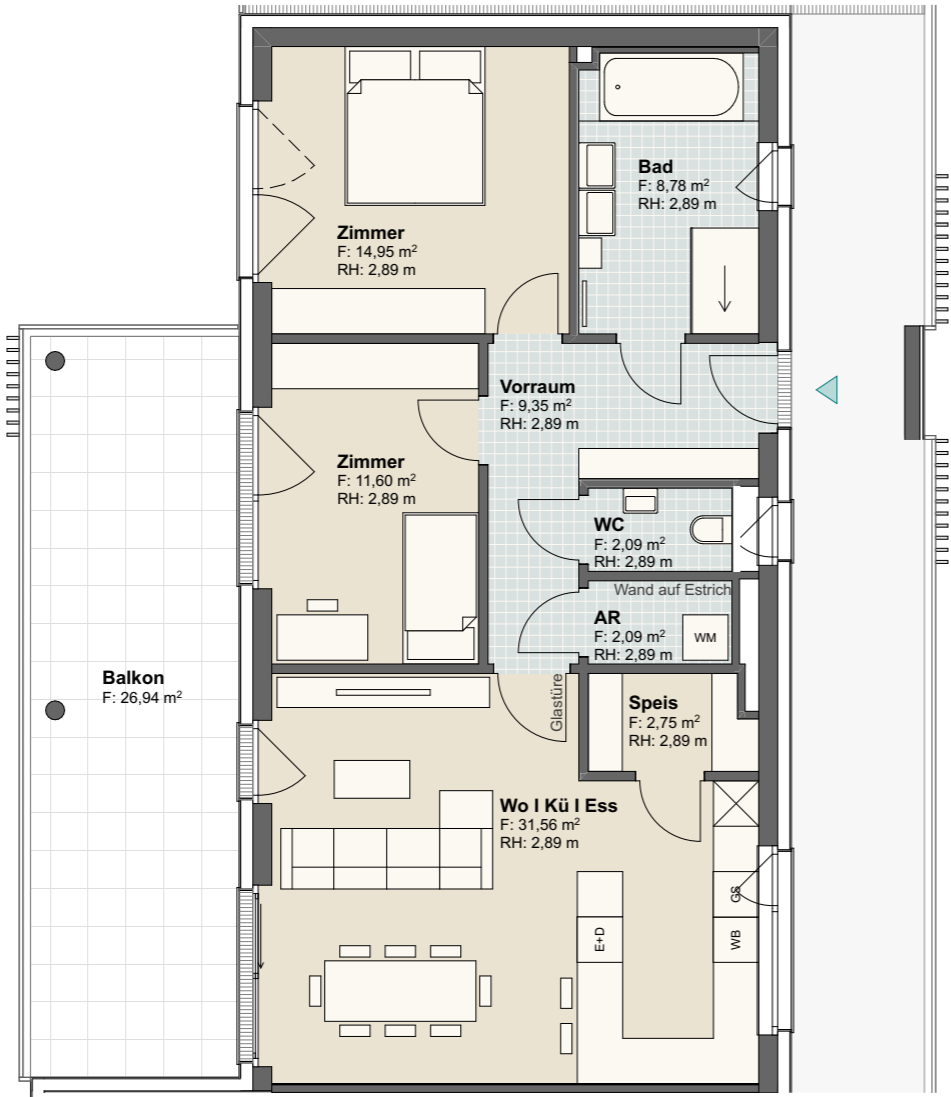 Bad
F: 8,78 m²
RH: 2,89 m
Zimmer
F: 14,95 m²
RH: 2,89 m
Vorraum
F: 9,35 m²
RH: 2,89 m
Zimmer
F: 11,60 m²
RH: 2,89 m
WC
F: 2,09 m²
RH: 2,89 m
Wand auf Estrich
AR
F: 2,09 m²
RH: 2,89 m
WM
Balkon
F: 26,94 m²
Glastüre
Speis
F: 2,75 m²
RH: 2,89 m
Wo I Kü I Ess
F: 31,56 m²
RH: 2,89 m
GS
E+D
WB